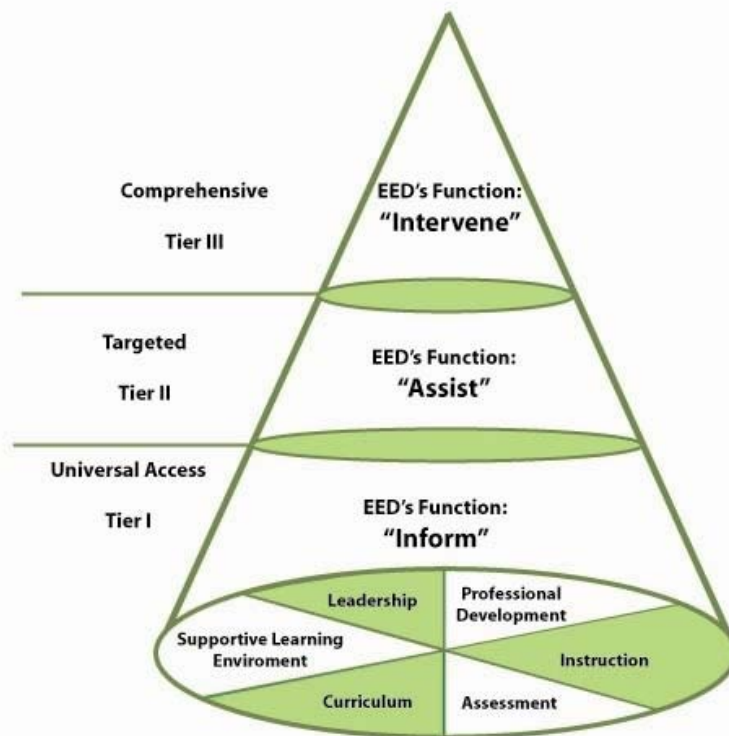 Comprehensive
Tier III
EED's Function:
“Intervene”
Targeted
Tier II
EED's Function:
“Assist”
Universal Access
Tier I
EED's Function:
“Inform”
Leadership
Professional
Development
Supportive Learning
Enviroment
Instruction
Curriculum
Assessment